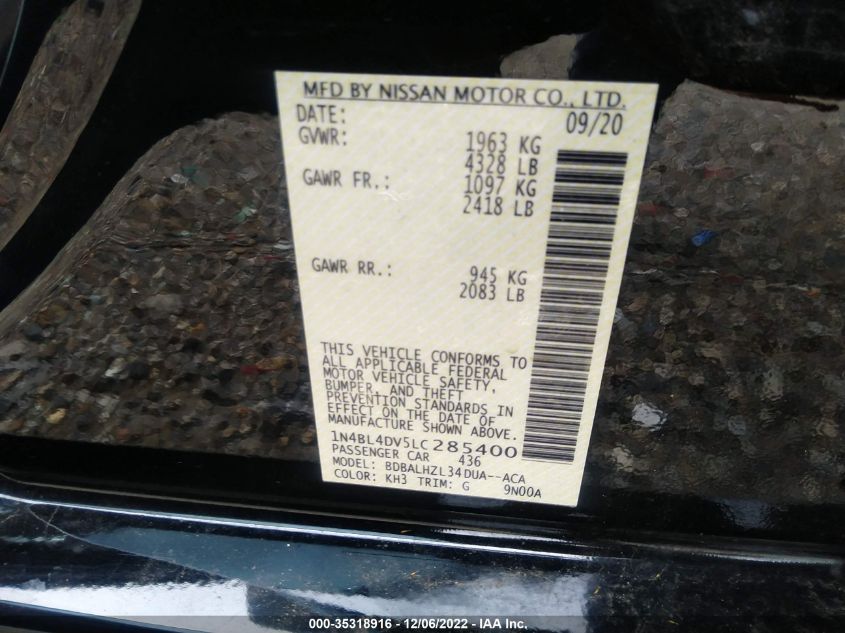 MFD BY NISSAN MOTOR CO., LTD.
DATE: 09/20
GVWR: 1963 KG
4328 LB
GAWR FR.: 1097 KG
2418 LB
GAWR RR.: 945 KG
2083 LB
THIS VEHICLE CONFORMS TO
ALL APPLICABLE FEDERAL
MOTOR VEHICLE SAFETY,
BUMPER, AND THEFT
PREVENTION STANDARDS IN
EFFECT ON THE DATE OF
MANUFACTURE SHOWN ABOVE.
1N4BL4DV5LC285400
PASSENGER CAR 436
MODEL: BDBALHZL34DUA--ACA
COLOR: KH3 TRIM: G 9N00A
000-35318916 - 12/06/2022 - IAA Inc.